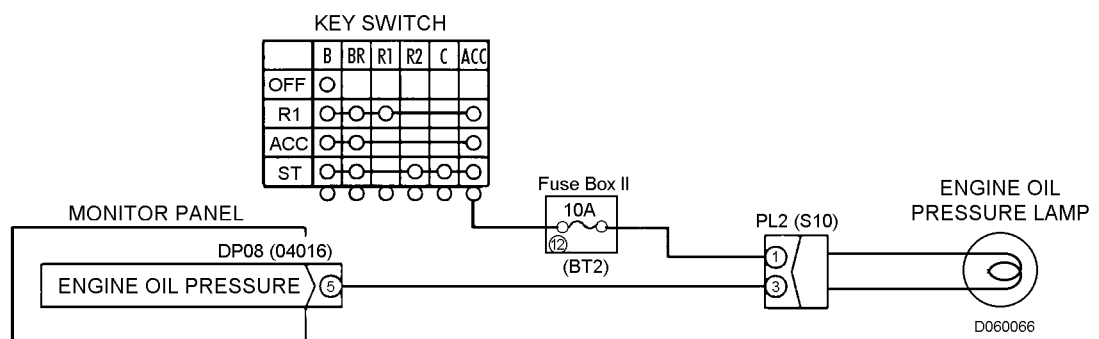 KEY SWITCH
B BR R1 R2 C ACC
OFF
R1
ACC
ST
Fuse Box II
10A
12
(BT2)
MONITOR PANEL
DP08 (04016)
ENGINE OIL PRESSURE
5
PL2 (S10)
1
3
ENGINE OIL
PRESSURE LAMP
D060066